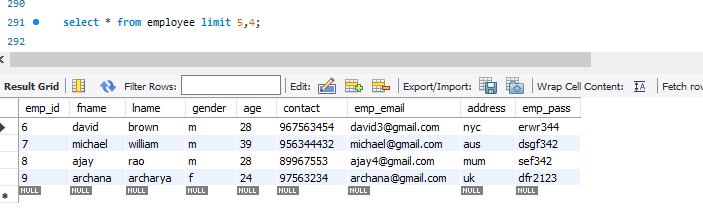 290
291 select * from employee limit 5,4;
292
Result Grid Filter Rows: Edit: Export/Import: Wrap Cell Content: Fetch row
emp_id fname lname gender age contact emp_email address emp_pass
6 david brown m 28 967563454 david3@gmail.com nyc erwr344
7 michael william m 39 956344432 michael@gmail.com aus dsgf342
8 ajay rao m 28 89967553 ajay4@gmail.com mum sef342
9 archana archarya f 24 97563234 archana@gmail.com uk dfr2123
NULL NULL NULL NULL NULL NULL NULL NULL NULL